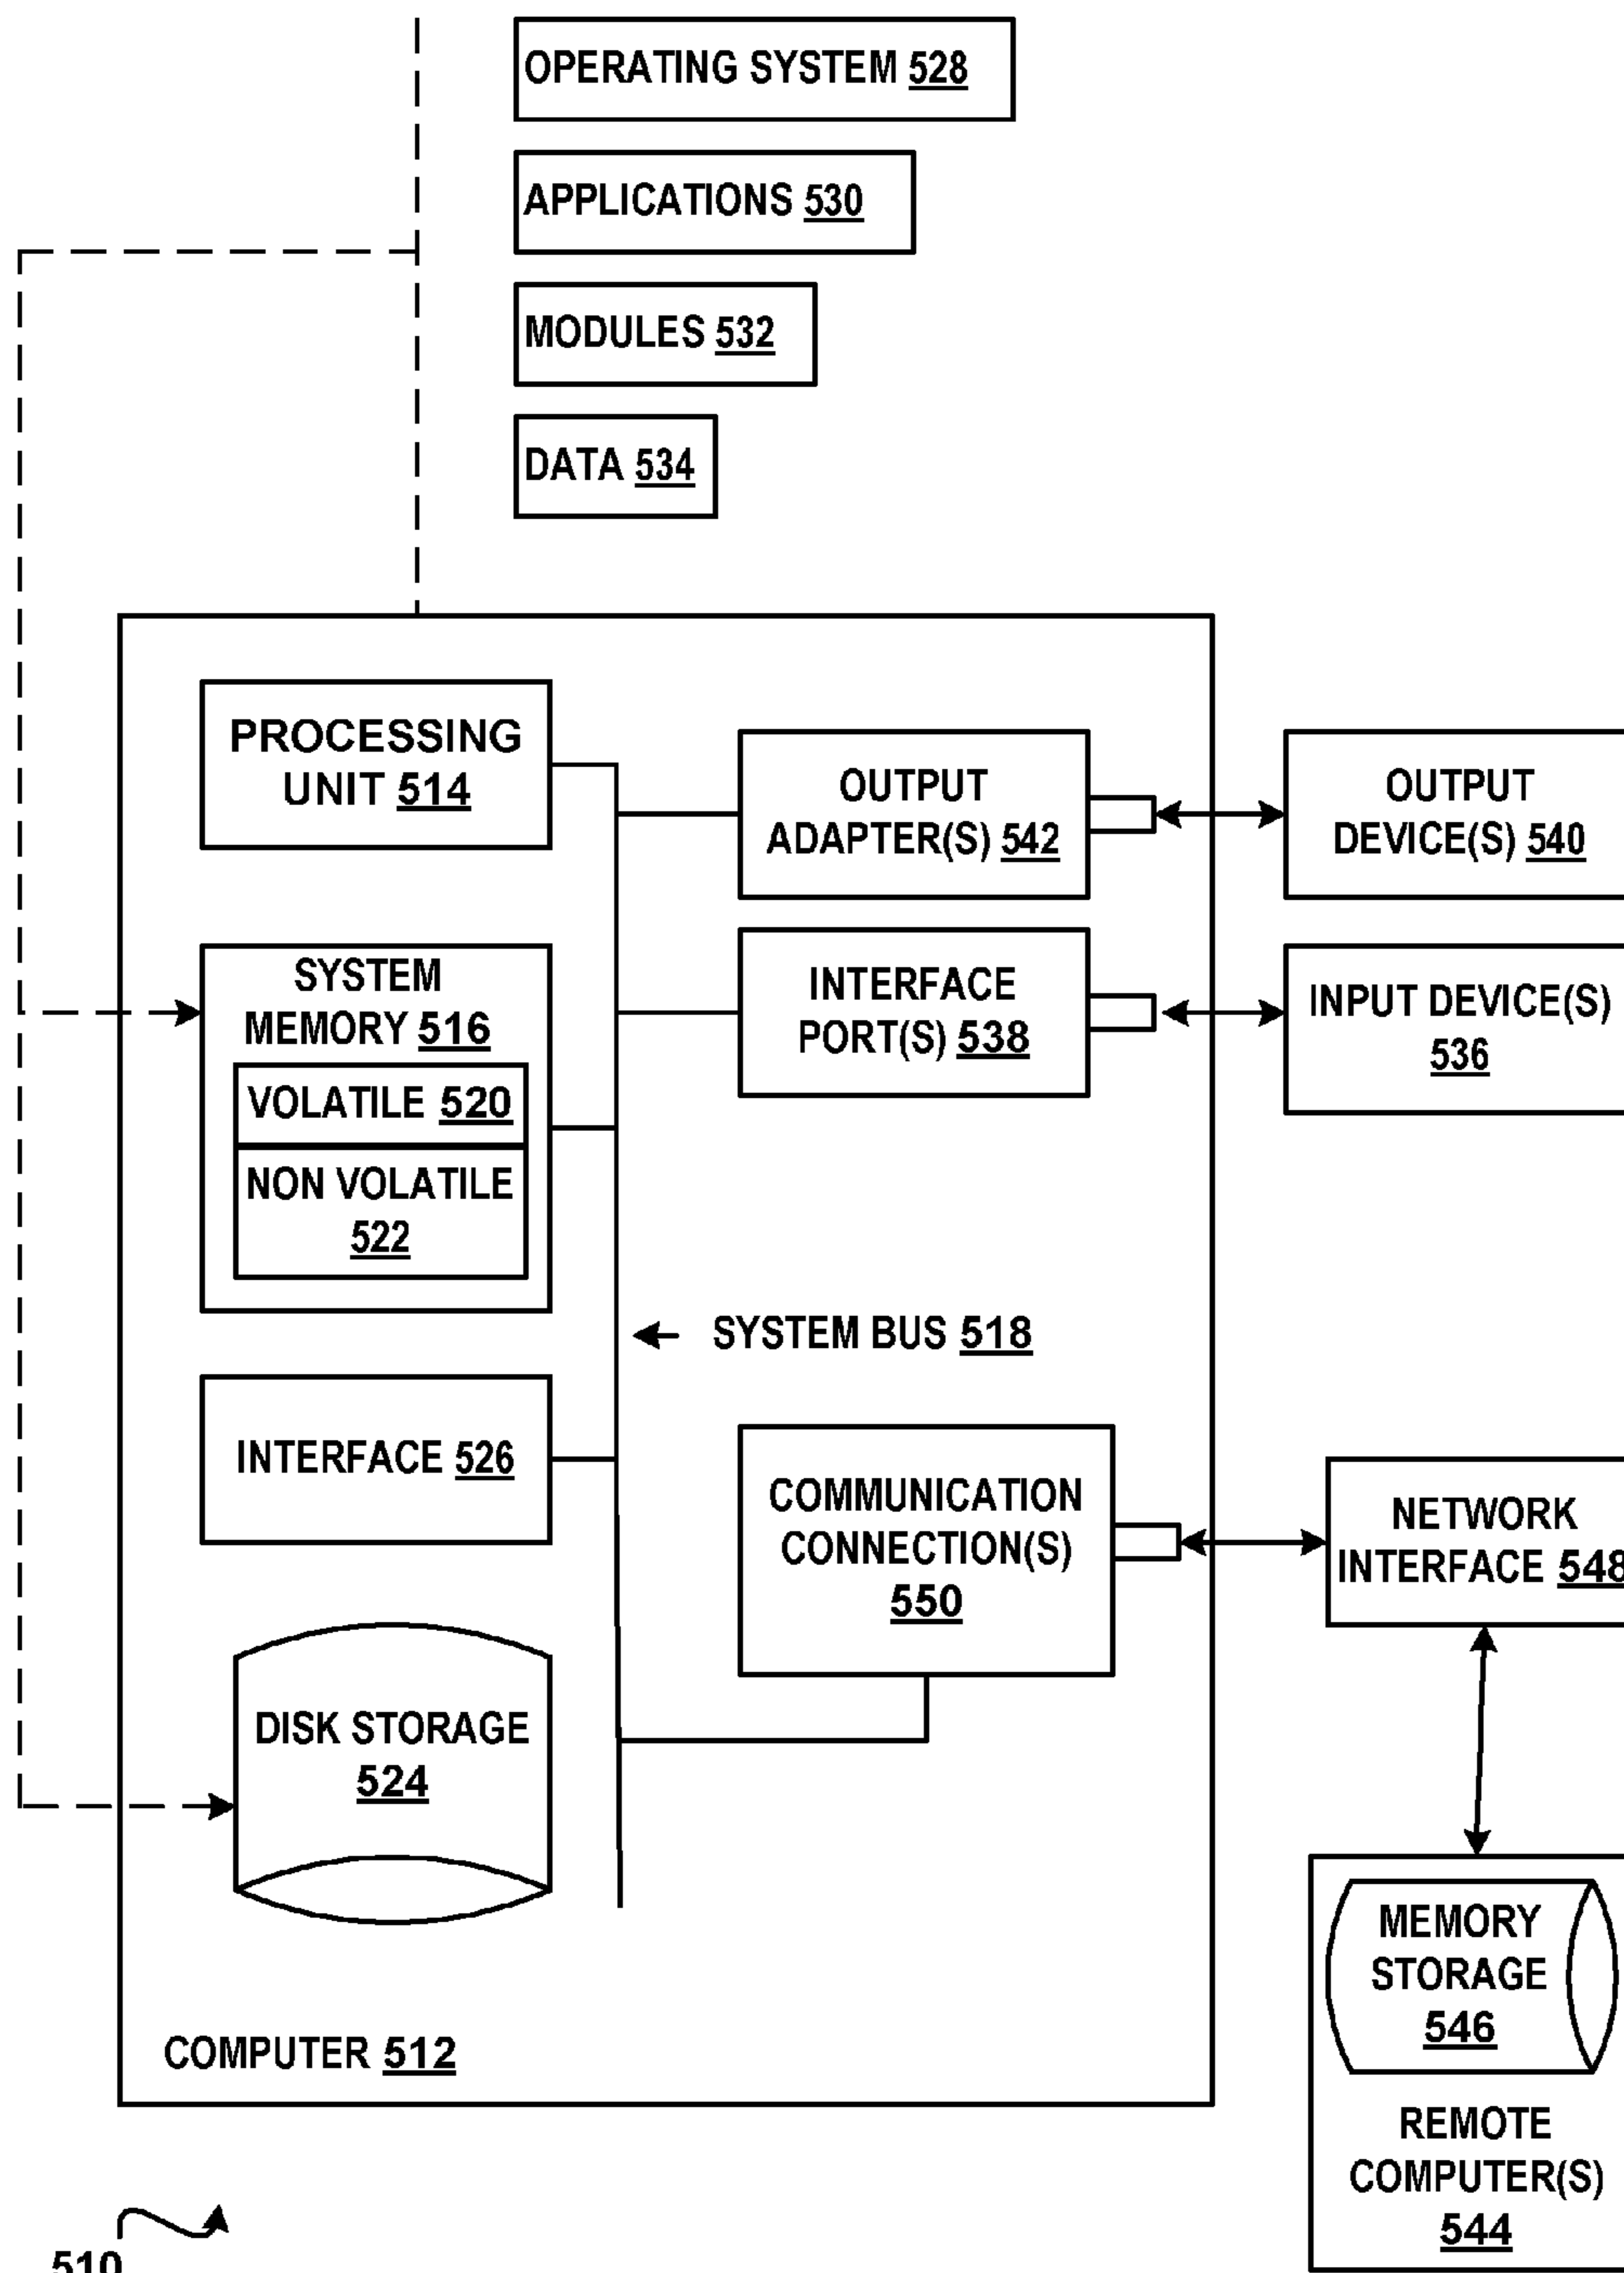 OPERATING SYSTEM 528
APPLICATIONS 530
MODULES 532
DATA 534
PROCESSING
UNIT 514
OUTPUT
ADAPTER(S) 542
OUTPUT
DEVICE(S) 540
SYSTEM
MEMORY 516
VOLATILE 520
NON VOLATILE
522
INTERFACE
PORT(S) 538
INPUT DEVICE(S)
536
SYSTEM BUS 518
INTERFACE 526
COMMUNICATION
CONNECTION(S)
550
NETWORK
INTERFACE 548
DISK STORAGE
524
MEMORY
STORAGE
546
REMOTE
COMPUTER(S)
544
COMPUTER 512
510